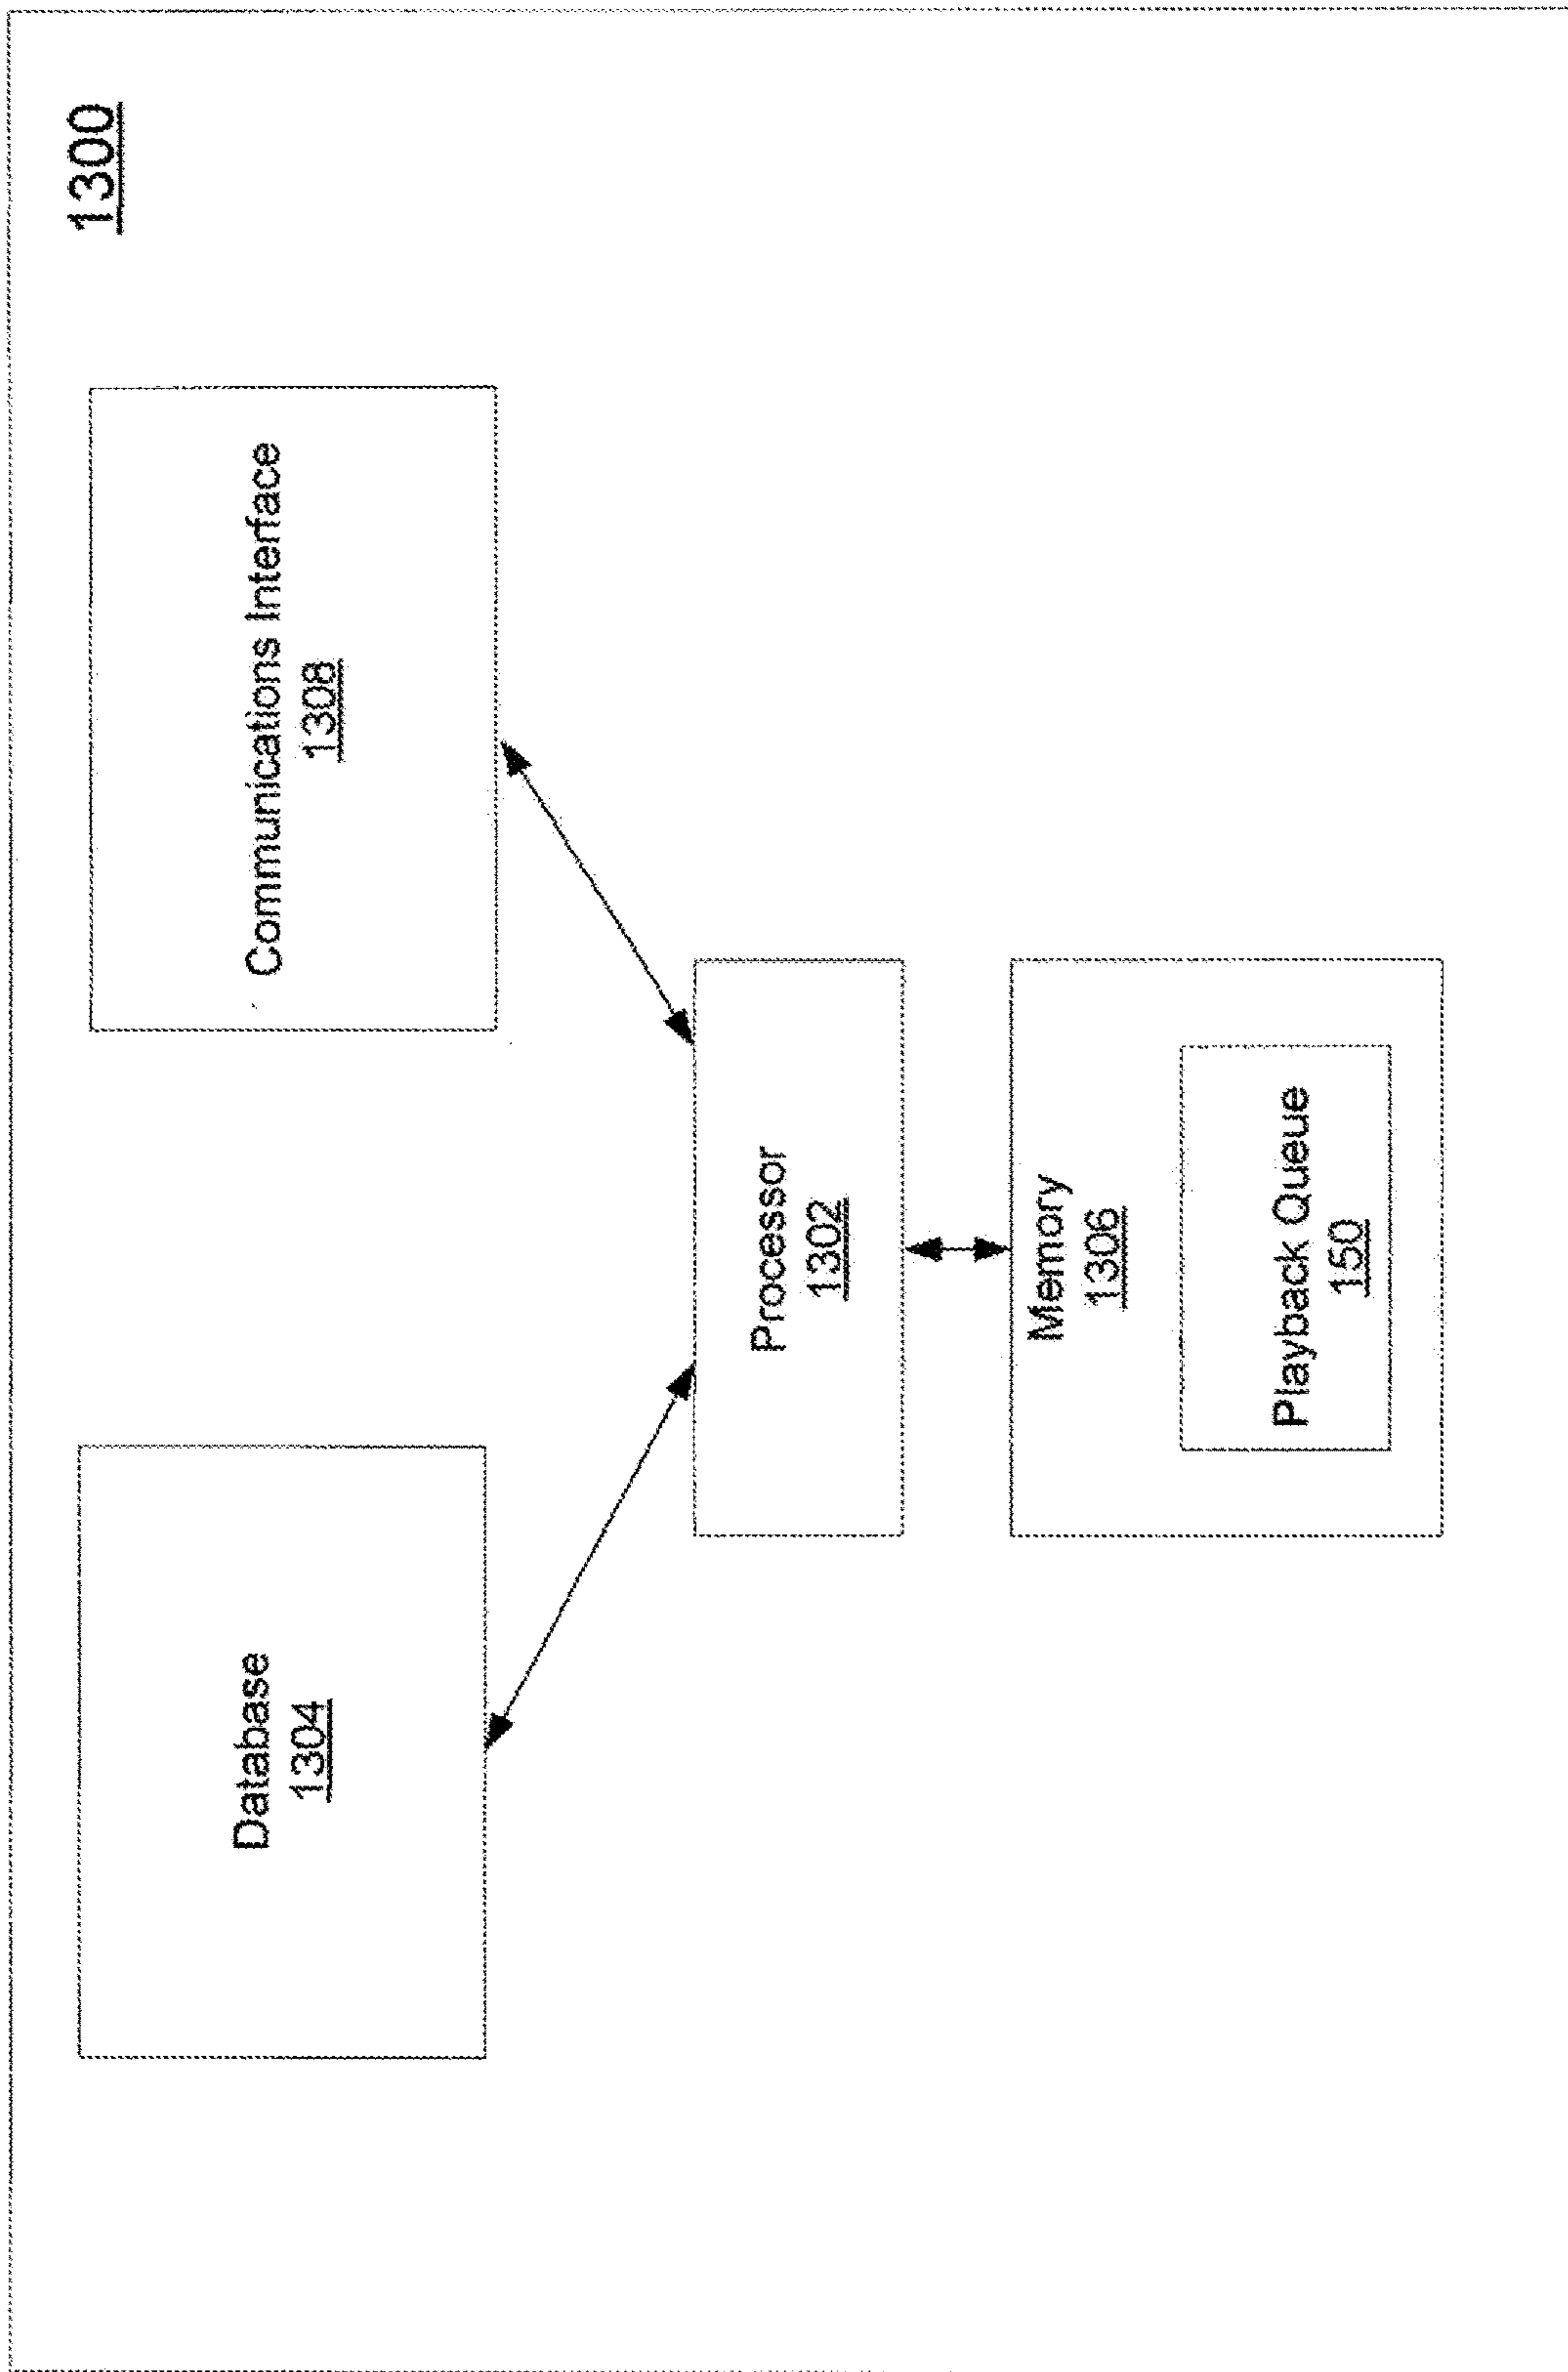 1300
Database
1304
Communications Interface
1308
Processor
1302
Memory
1306
Playback Queue
150